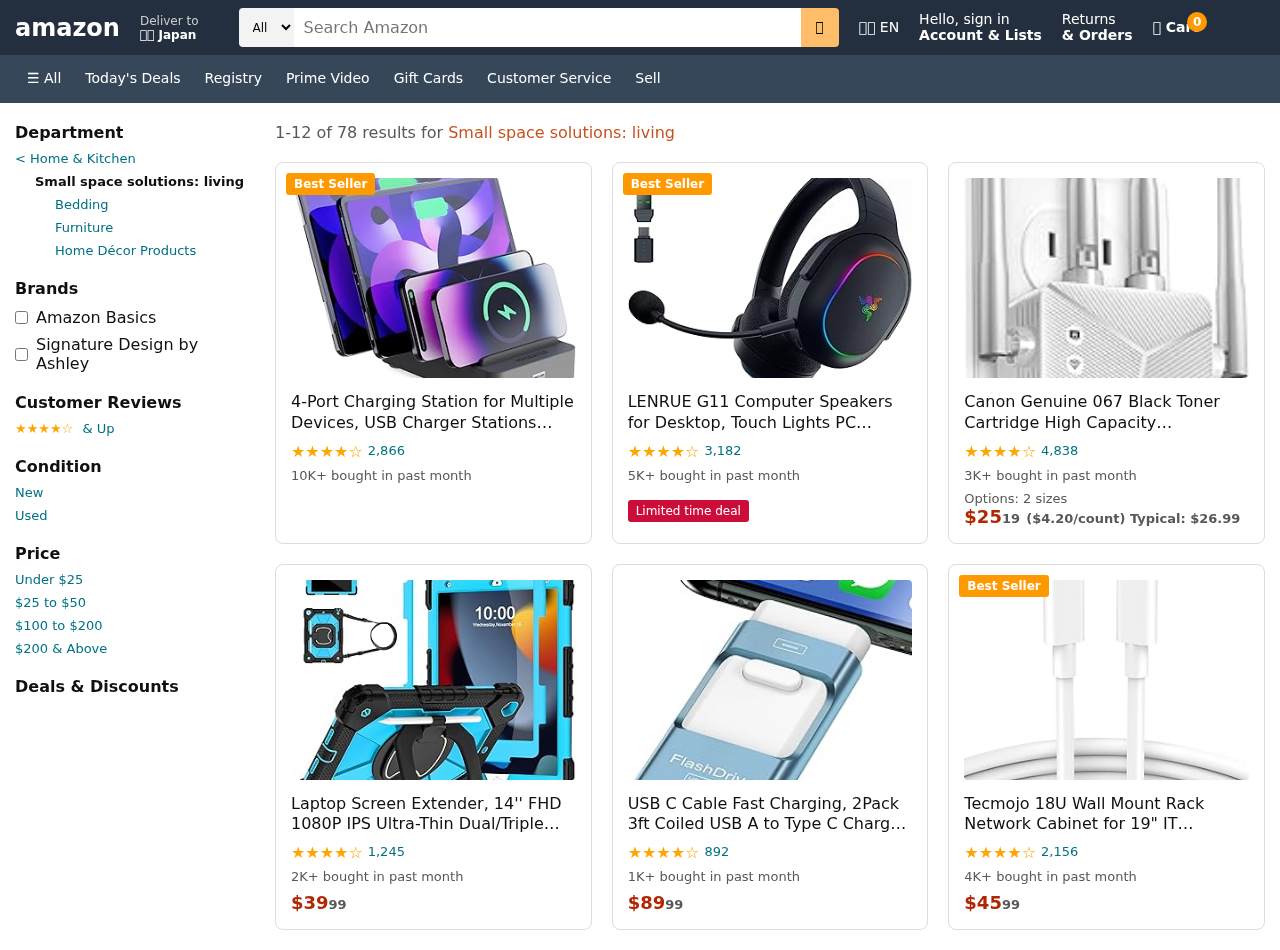 amazon
Deliver to
Japan
All
Search Amazon
EN
Hello, sign in
Account & Lists
Returns
& Orders
0
☰ All
Today's Deals
Registry
Prime Video
Gift Cards
Customer Service
Sell
Department
< Home & Kitchen
Small space solutions: living
Bedding
Furniture
Home Décor Products
Brands
Amazon Basics
Signature Design by
Ashley
Customer Reviews
★★★★☆ & Up
Condition
New
Used
Price
Under $25
$25 to $50
$100 to $200
$200 & Above
Deals & Discounts
1-12 of 78 results for Small space solutions: living
Best Seller
4-Port Charging Station for Multiple
Devices, USB Charger Stations…
★★★★☆ 2,866
10K+ bought in past month
Best Seller
LENRUE G11 Computer Speakers
for Desktop, Touch Lights PC…
★★★★☆ 3,182
5K+ bought in past month
Limited time deal
Canon Genuine 067 Black Toner
Cartridge High Capacity…
★★★★☆ 4,838
3K+ bought in past month
Options: 2 sizes
$2519 ($4.20/count) Typical: $26.99
10:00
Laptop Screen Extender, 14'' FHD
1080P IPS Ultra-Thin Dual/Triple…
★★★★☆ 1,245
2K+ bought in past month
$3999
USB C Cable Fast Charging, 2Pack
3ft Coiled USB A to Type C Charg…
★★★★☆ 892
1K+ bought in past month
$8999
Best Seller
Tecmojo 18U Wall Mount Rack
Network Cabinet for 19" IT…
★★★★☆ 2,156
4K+ bought in past month
$4599